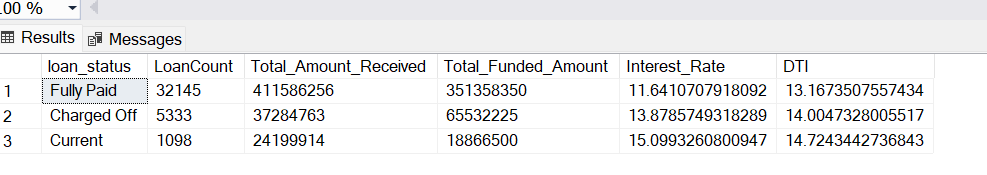 .00 %
Results Messages
loan_status LoanCount Total_Amount_Received Total_Funded_Amount Interest_Rate DTI
1 Fully Paid 32145 411586256 351358350 11.6410707918092 13.1673507557434
2 Charged Off 5333 37284763 65532225 13.8785749318289 14.0047328005517
3 Current 1098 24199914 18866500 15.0993260800947 14.7243442736843